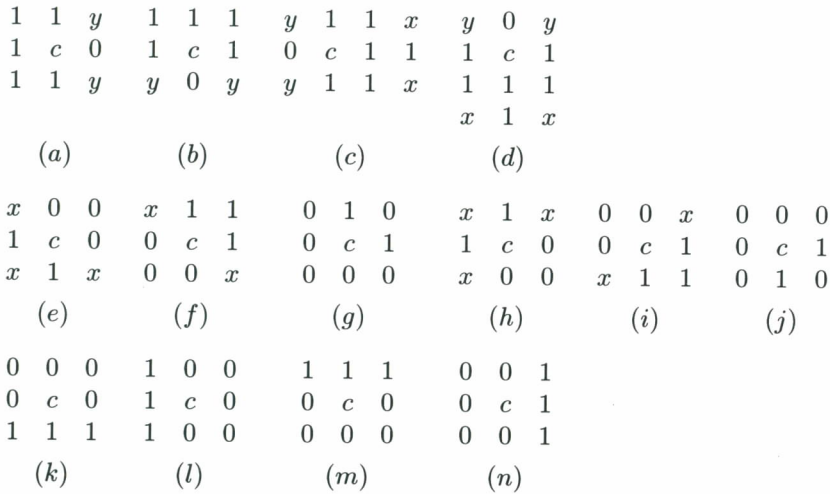 1 1 y 1 1 1 y 1 1 x y 0 y
1 c 0 1 c 1 0 c 1 1 1 c 1
1 1 y y 0 y y 1 1 x 1 1 1
x 1 x
(a) (b) (c) (d)
x 0 0 x 1 1 0 1 0 x 1 x 0 0 x 0 0 0
1 c 0 0 c 1 0 c 1 1 c 0 0 c 1 0 c 1
x 1 x 0 0 x 0 0 0 x 0 0 x 1 1 0 1 0
(e) (f) (g) (h) (i) (j)
0 0 0 1 0 0 1 1 1 0 0 1
0 c 0 1 c 0 0 c 0 0 c 1
1 1 1 1 0 0 0 0 0 0 0 1
(k) (l) (m) (n)